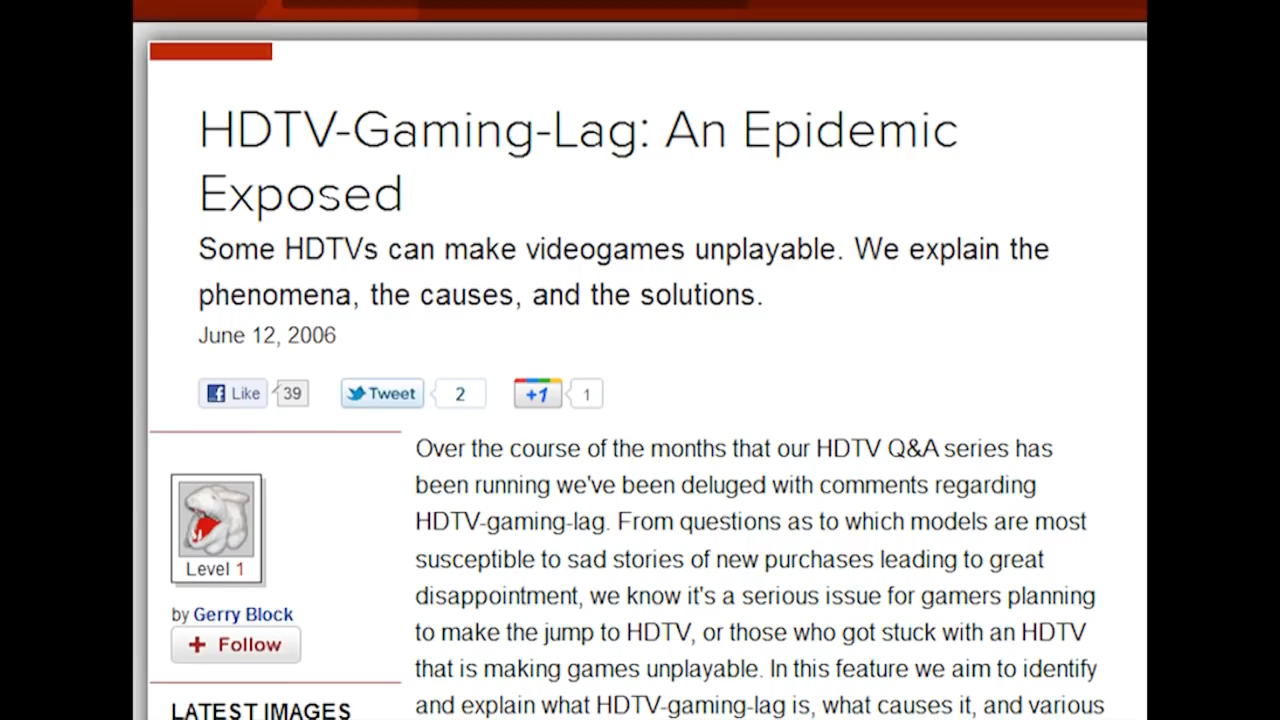 HDTV-Gaming-Lag: An Epidemic
Exposed
Some HDTVs can make videogames unplayable. We explain the
phenomena, the causes, and the solutions.
June 12, 2006
Like 39 Tweet 2 +1 1
Over the course of the months that our HDTV Q&A series has
been running we've been deluged with comments regarding
HDTV-gaming-lag. From questions as to which models are most
susceptible to sad stories of new purchases leading to great
disappointment, we know it's a serious issue for gamers planning
to make the jump to HDTV, or those who got stuck with an HDTV
that is making games unplayable. In this feature we aim to identify
and explain what HDTV-gaming-lag is, what causes it, and various
Level 1
by Gerry Block
+ Follow
LATEST IMAGES